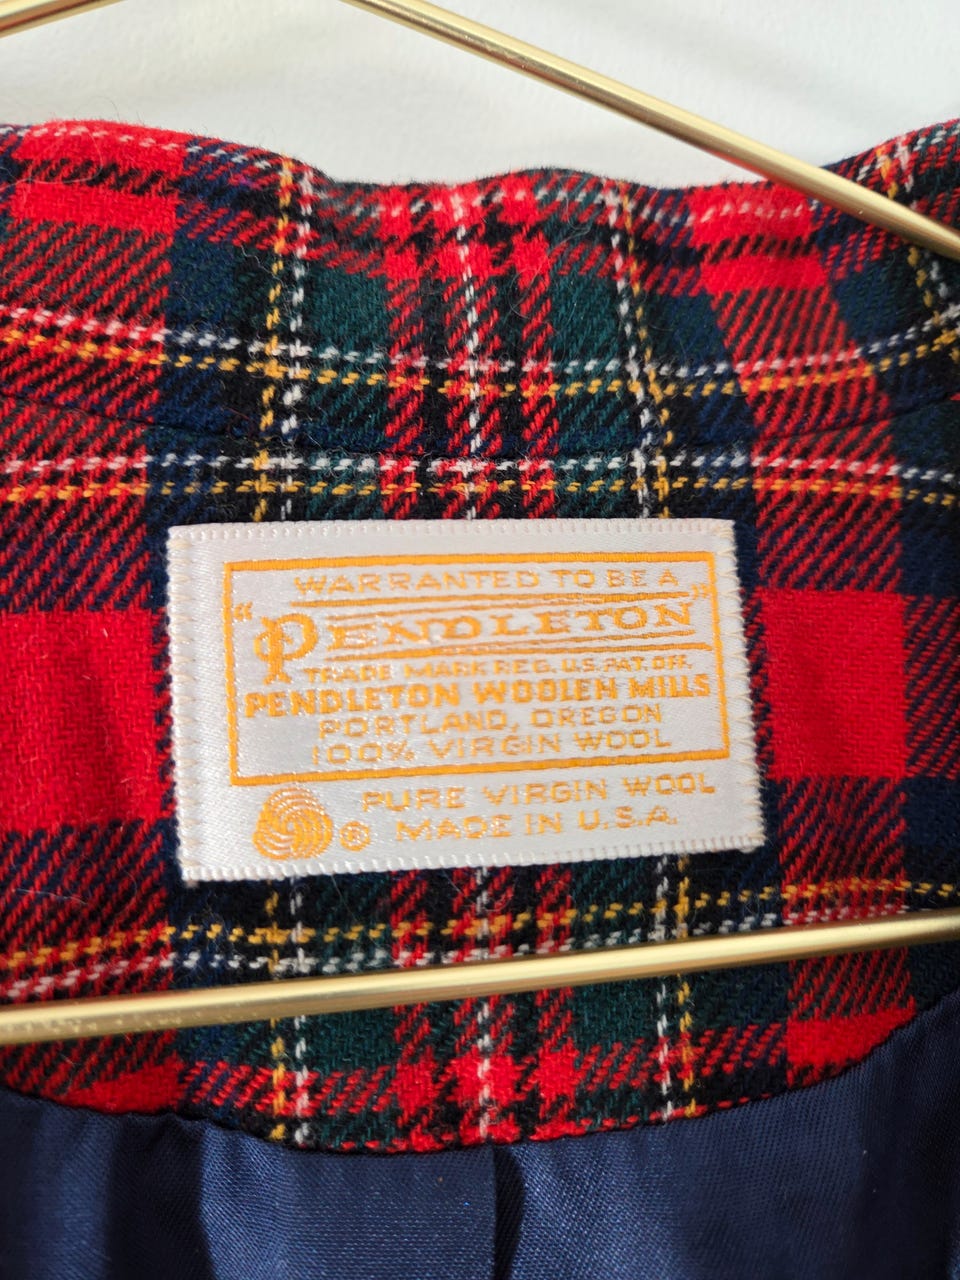 WARRANTED TO BE A
"PENDLETON"
TRADE MARK REG. U.S. PAT. OFF.
PENDLETON WOOLEN MILLS
PORTLAND, OREGON
100% VIRGIN WOOL
PURE VIRGIN WOOL
® MADE IN U.S.A.